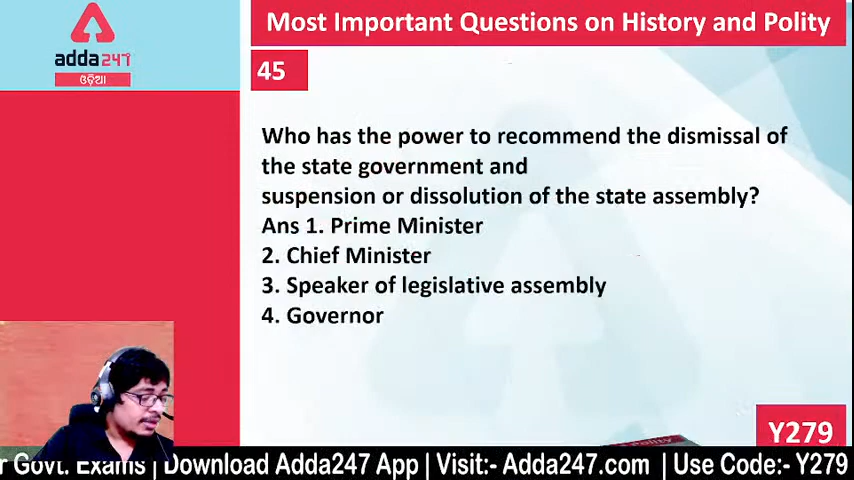 Most Important Questions on History and Polity
adda247
ଓଡ଼ିଆ
45
Who has the power to recommend the dismissal of
the state government and
suspension or dissolution of the state assembly?
Ans 1. Prime Minister
2. Chief Minister
3. Speaker of legislative assembly
4. Governor
Y279
r Govt. Exams | Download Adda247 App | Visit:- Adda247.com | Use Code:- Y279